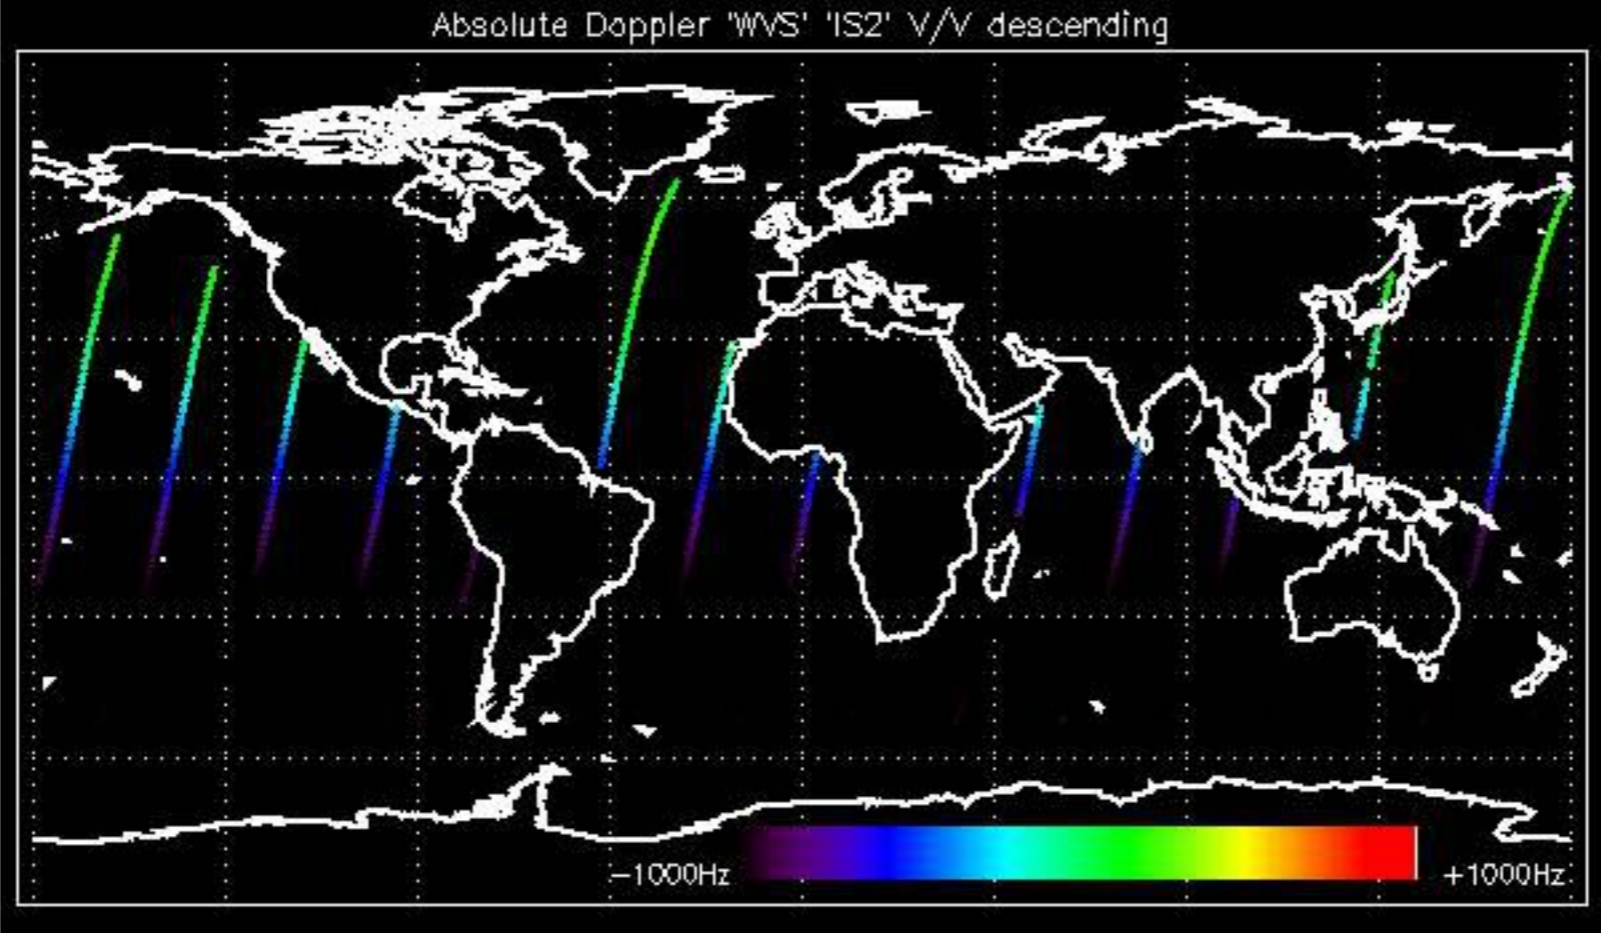 Absolute Doppler 'WVS' 'IS2' V/V descending
-1000Hz
+1000Hz